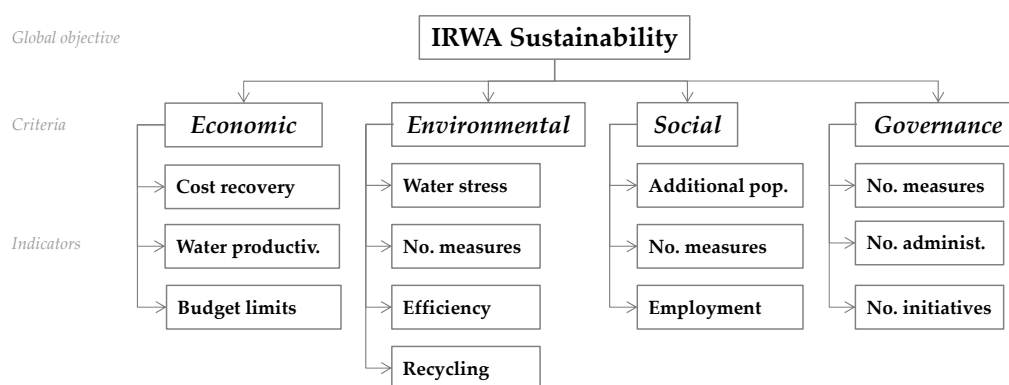 Global objective
IRWA Sustainability
Criteria
Economic
Environmental
Social
Governance
Indicators
Cost recovery
Water productiv.
Budget limits
Water stress
No. measures
Efficiency
Recycling
Additional pop.
No. measures
Employment
No. measures
No. administ.
No. initiatives